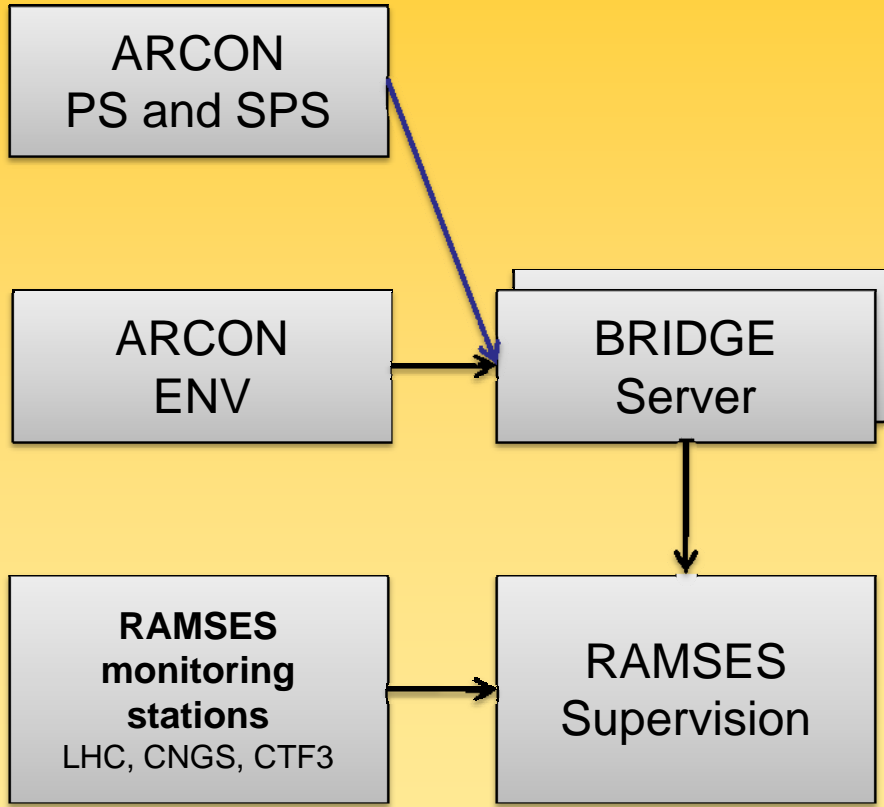 ARCON
PS and SPS
ARCON
ENV
BRIDGE
Server
RAMSES
monitoring
stations
LHC, CNGS, CTF3
RAMSES
Supervision